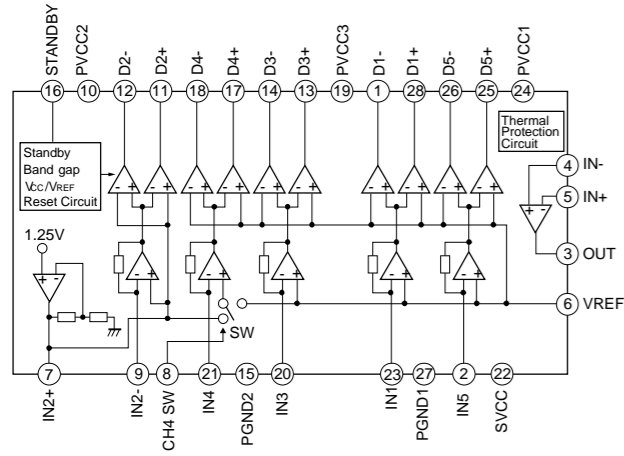 STANDBY
PVCC2
D2-
D2+
D4-
D4+
D3-
D3+
PVCC3
D1-
D1+
D5-
D5+
PVCC1
16
10
12
11
18
17
14
13
19
1
28
26
25
24
Thermal
Protection
Circuit
Standby
Band gap
VCC/VREF
Reset Circuit
- +
- +
- +
- +
- +
- +
- +
- +
- +
- +
4 IN-
5 IN+
+ -
3 OUT
1.25V
+ -
- +
- +
- +
- +
- +
6 VREF
SW
7
9
8
21
15
20
23
27
2
22
IN2+
IN2-
CH4 SW
IN4
PGND2
IN3
IN1
PGND1
IN5
SVCC